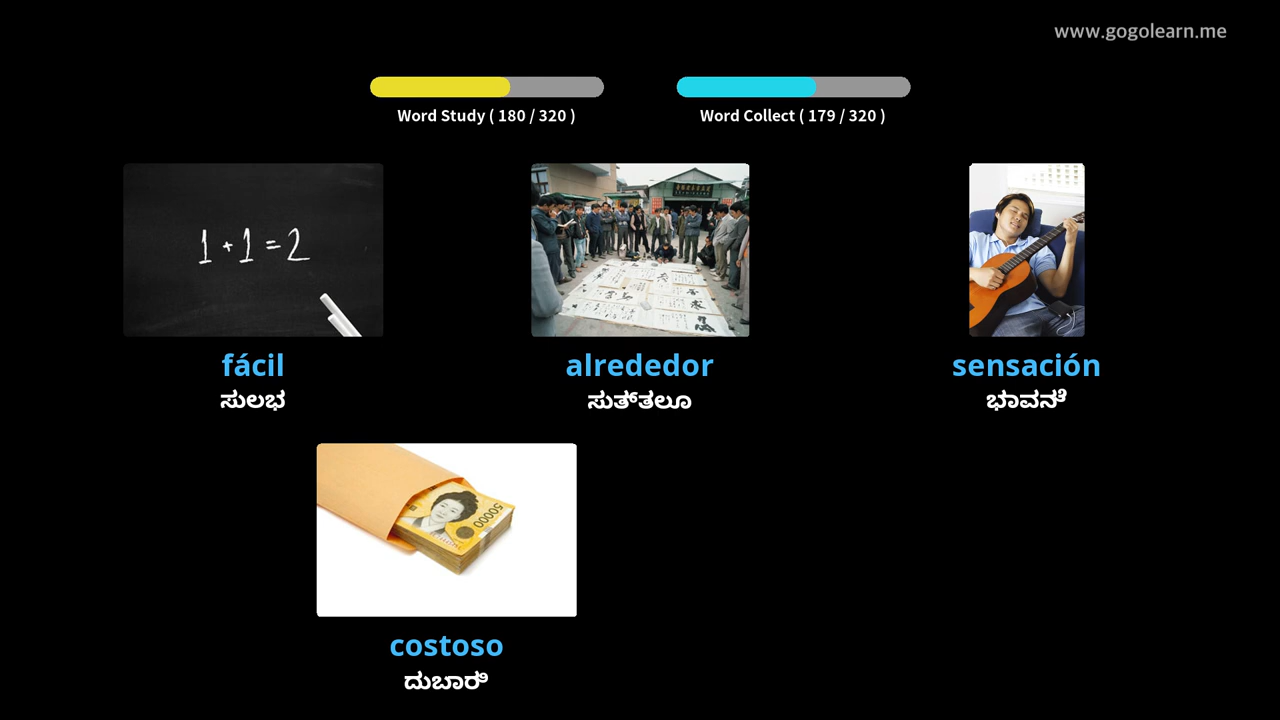 www.gogolearn.me
Word Study ( 180 / 320 )
Word Collect ( 179 / 320 )
1 + 1 = 2
fácil
ಸುಲಭ
alrededor
ಸುತ್ತಲೂ
sensación
ಭಾವನೆ
50000
costoso
ದುಬಾರಿ